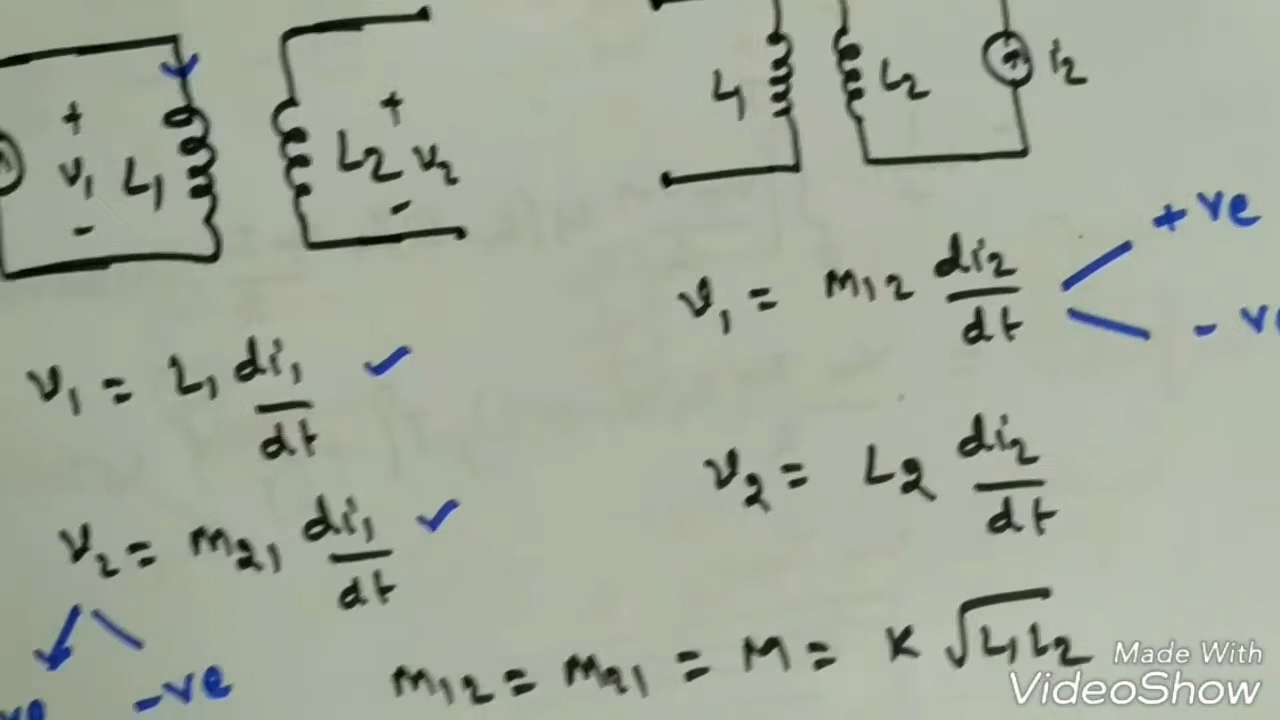 +
v₁ L₁
-
+
L₂ v₂
-
L₁
L₂
i₂
v₁ = L₁ di₁/dt ✓
v₂ = M₂₁ di₁/dt ✓
-ve
v₁ = M₁₂ di₂/dt
+ve
- ve
v₂ = L₂ di₂/dt
M₁₂ = M₂₁ = M = K √L₁L₂
Made With
VideoShow